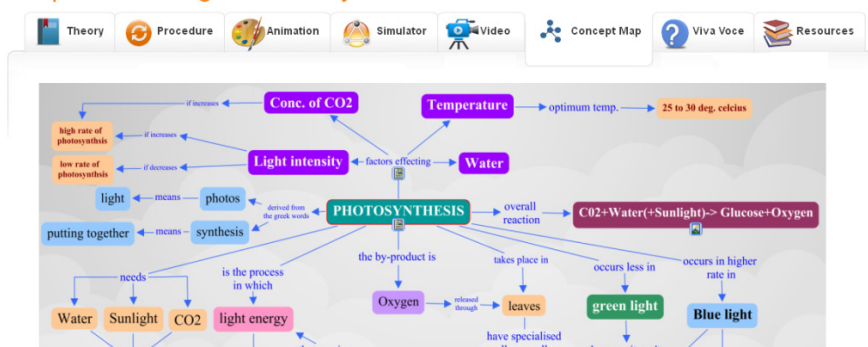 Theory
Procedure
Animation
Simulator
Video
Concept Map
Viva Voce
Resources
if increases
Conc. of CO2
Temperature
optimum temp.
25 to 30 deg. celcius
high rate of
photosynthsis
if increases
low rate of
photosynthsis
if decreases
Light intensity
factors effecting
Water
light
means
photos
derived from
the greek words
PHOTOSYNTHESIS
overall
reaction
C02+Water(+Sunlight)-> Glucose+Oxygen
putting together
means
synthesis
needs
is the process
in which
the by-product is
takes place in
occurs less in
occurs in higher
rate in
Water
Sunlight
CO2
light energy
Oxygen
released
through
leaves
green light
Blue light
have specialised